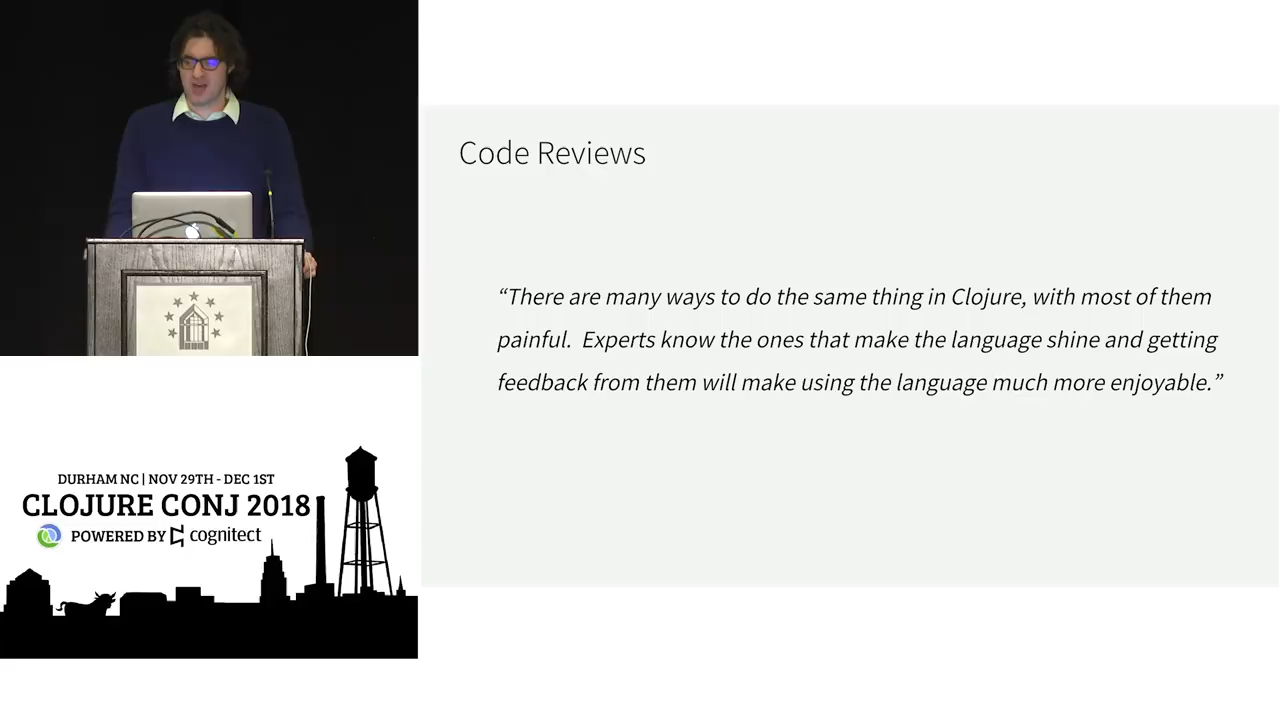 Code Reviews
“There are many ways to do the same thing in Clojure, with most of them
painful.  Experts know the ones that make the language shine and getting
feedback from them will make using the language much more enjoyable.”
DURHAM NC | NOV 29TH - DEC 1ST
CLOJURE CONJ 2018
POWERED BY cognitect